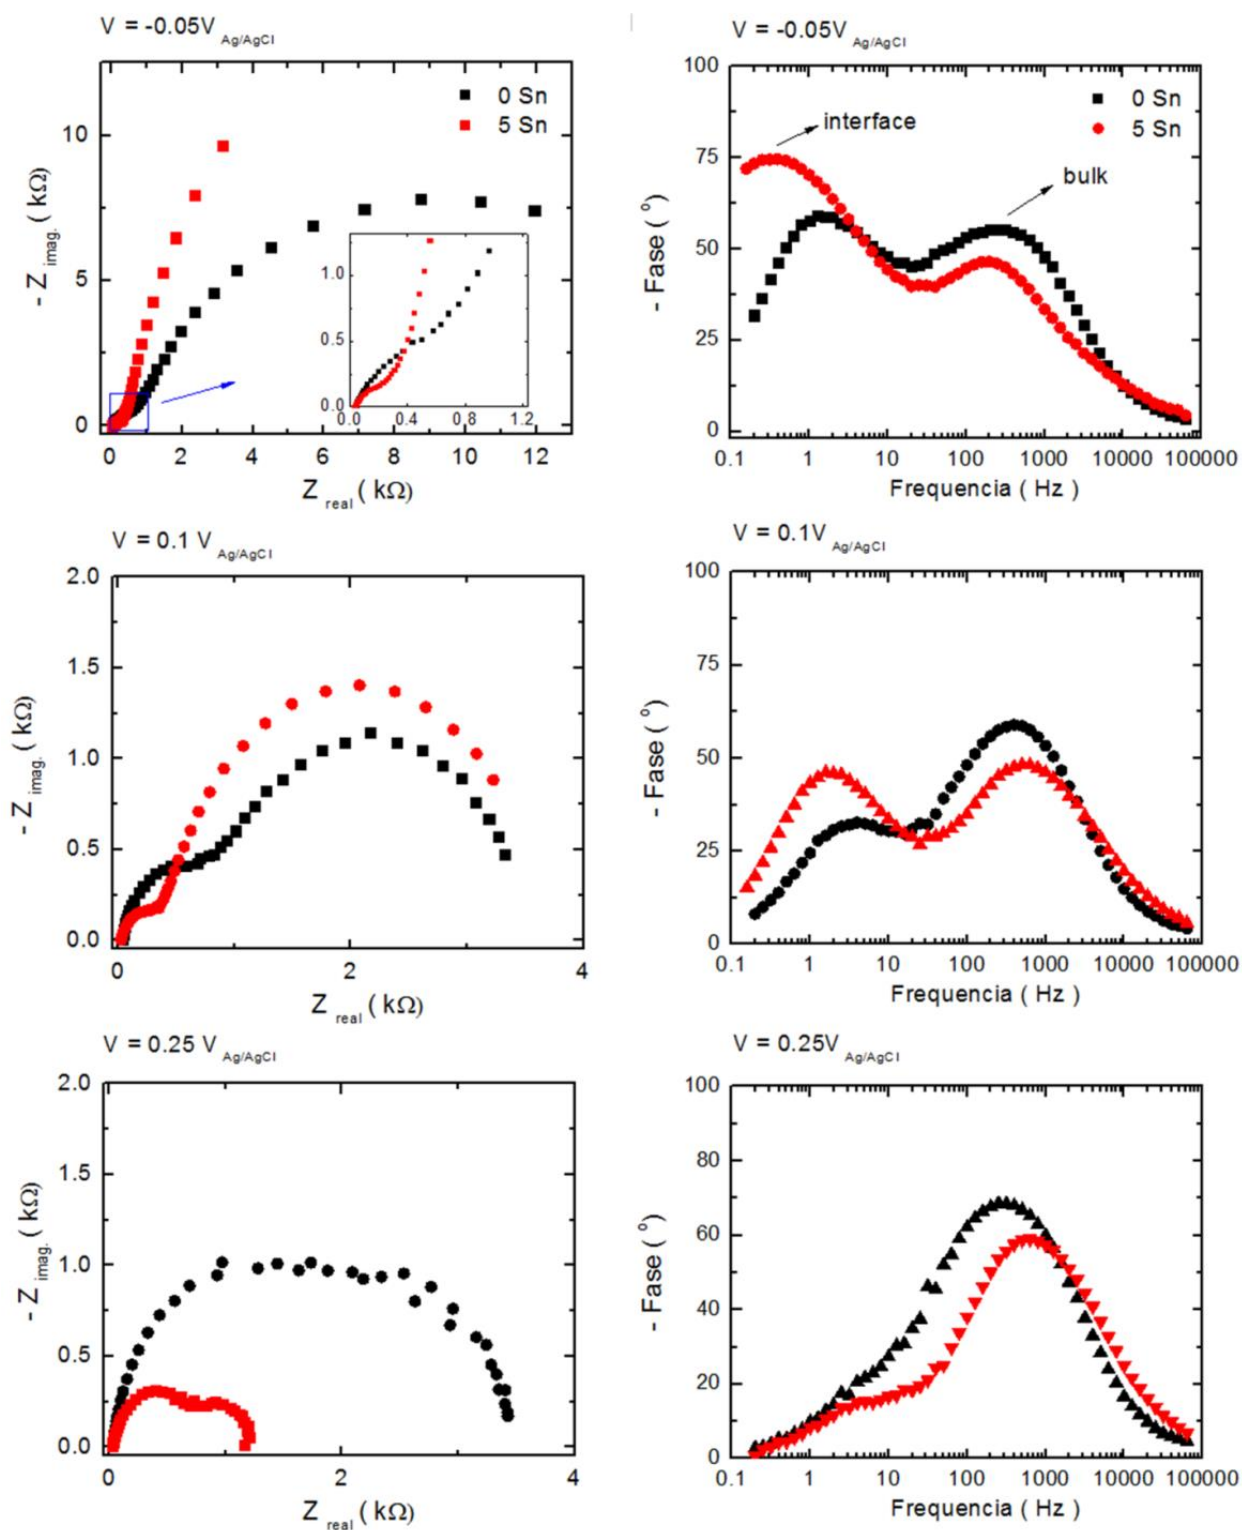 V = -0.05V Ag/AgCl
- Z imag. ( kΩ)
10
5
0
0 Sn
5 Sn
1.0
0.5
0.0
0.0 0.4 0.8 1.2
0 2 4 6 8 10 12
Z real ( kΩ)
V = -0.05V Ag/AgCl
- Fase ( °)
100
75
50
25
0
0 Sn
5 Sn
interface
bulk
0.1 1 10 100 1000 10000 100000
Frequencia ( Hz )
V = 0.1 V Ag/AgCl
- Z imag. ( kΩ)
2.0
1.5
1.0
0.5
0.0
0 2 4
Z real ( kΩ)
V = 0.1V Ag/AgCl
- Fase ( °)
100
75
50
25
0
0.1 1 10 100 1000 10000 100000
Frequencia ( Hz )
V = 0.25 V Ag/AgCl
- Z imag. ( kΩ)
2.0
1.5
1.0
0.5
0.0
0 2 4
Z real ( kΩ)
V = 0.25V Ag/AgCl
- Fase ( °)
100
80
60
40
20
0
0.1 1 10 100 1000 10000 100000
Frequencia ( Hz )